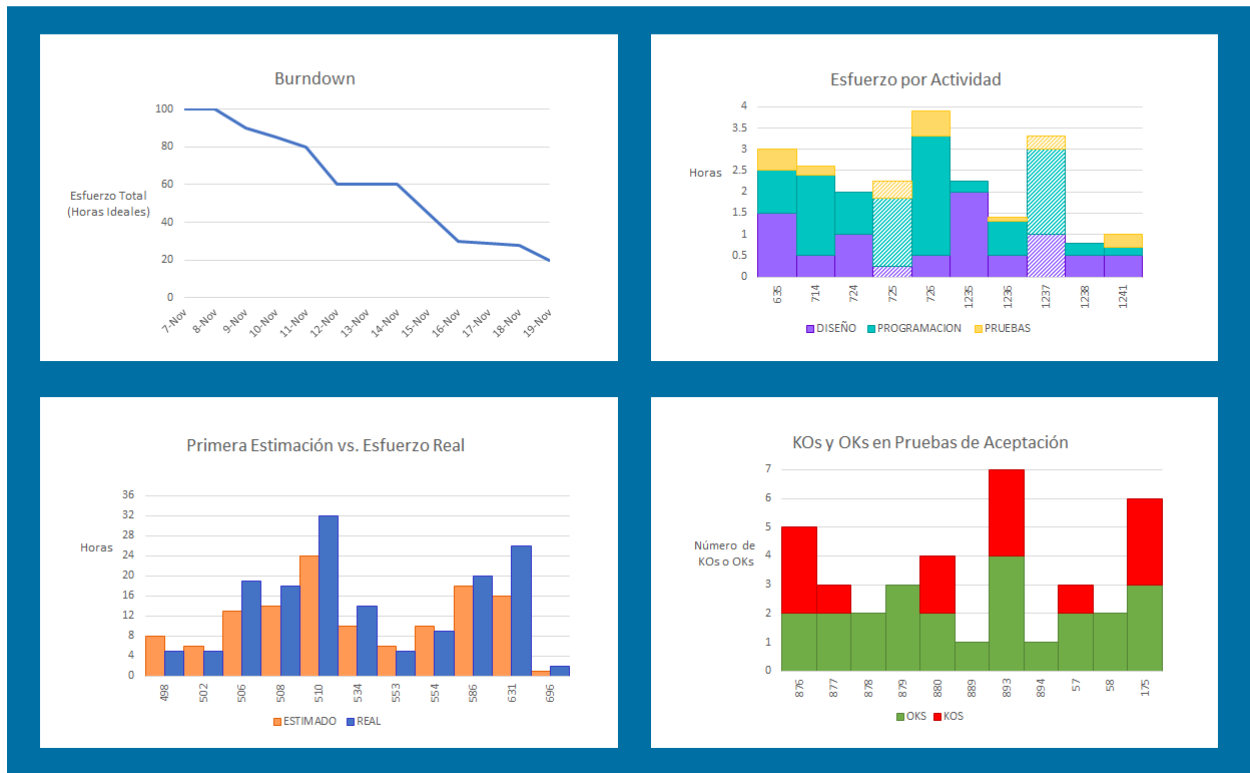 Burndown
100
80
60
40
20
0
Esfuerzo Total
(Horas Ideales)
7-Nov
8-Nov
9-Nov
10-Nov
11-Nov
12-Nov
13-Nov
14-Nov
15-Nov
16-Nov
17-Nov
18-Nov
19-Nov
Esfuerzo por Actividad
4
3.5
3
2.5
2
1.5
1
0.5
0
Horas
635
714
724
725
726
1235
1236
1237
1238
1241
DISEÑO PROGRAMACION PRUEBAS
Primera Estimación vs. Esfuerzo Real
36
32
28
24
20
16
12
8
4
0
Horas
498
502
506
508
510
534
553
554
586
631
696
ESTIMADO REAL
KOs y OKs en Pruebas de Aceptación
7
6
5
4
3
2
1
0
Número de
KOs o OKs
876
877
878
879
880
889
893
894
57
58
175
OKS KOS